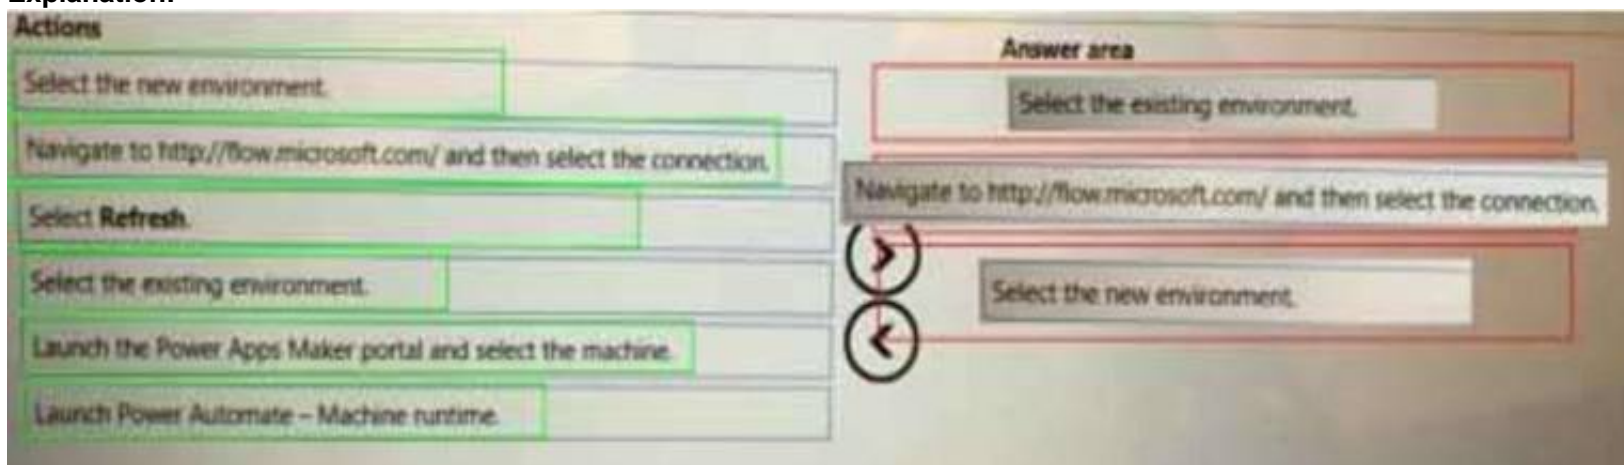 Explanation:
Actions
Select the new environment.
Navigate to http://flow.microsoft.com/ and then select the connection.
Select Refresh.
Select the existing environment.
Launch the Power Apps Maker portal and select the machine.
Launch Power Automate – Machine runtime.
Answer area
Select the existing environment.
Navigate to http://flow.microsoft.com/ and then select the connection.
Select the new environment.